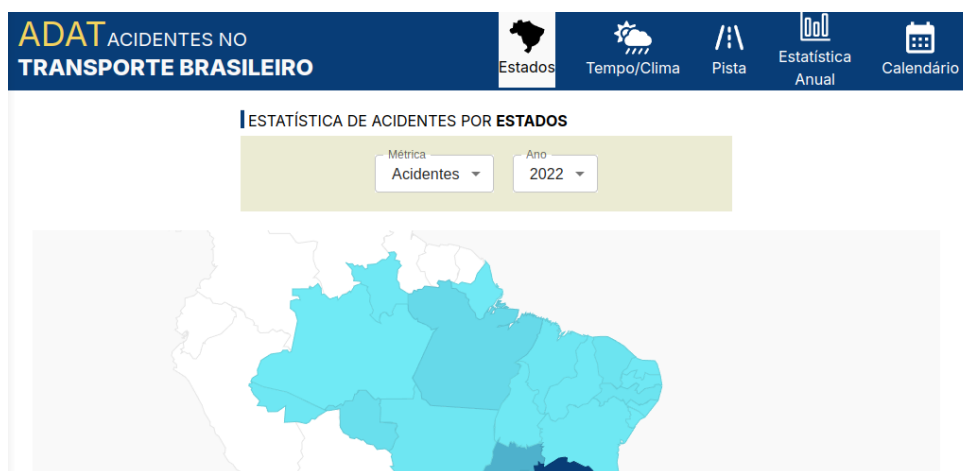 ADAT ACIDENTES NO
TRANSPORTE BRASILEIRO
Estados
Tempo/Clima
Pista
Estatística
Anual
Calendário
ESTATÍSTICA DE ACIDENTES POR ESTADOS
Métrica
Acidentes
Ano
2022